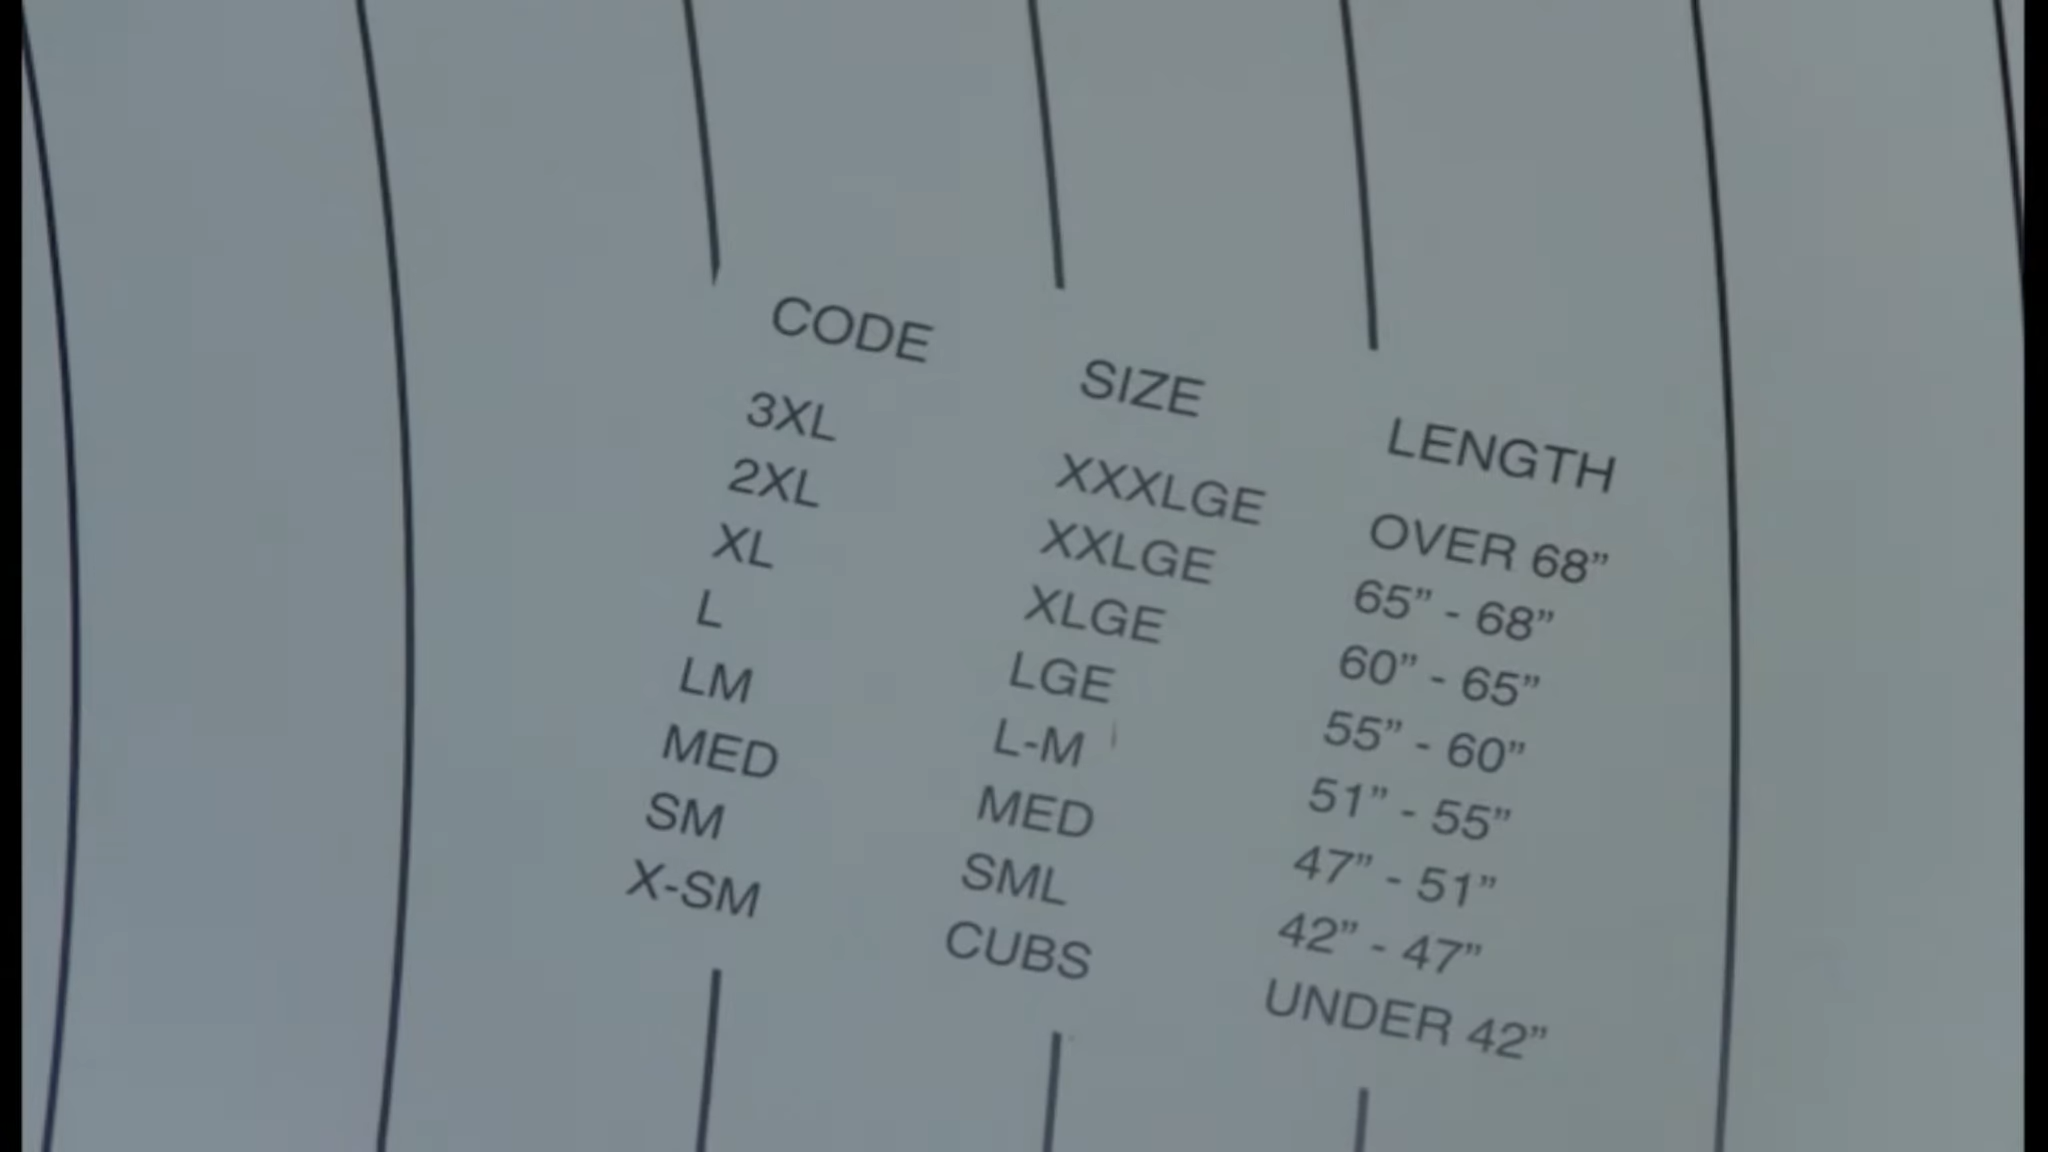 CODE SIZE LENGTH
3XL XXXLGE OVER 68”
2XL XXLGE 65” - 68”
XL XLGE 60” - 65”
L LGE 55” - 60”
LM L-M 51” - 55”
MED MED 47” - 51”
SM SML 42” - 47”
X-SM CUBS UNDER 42”